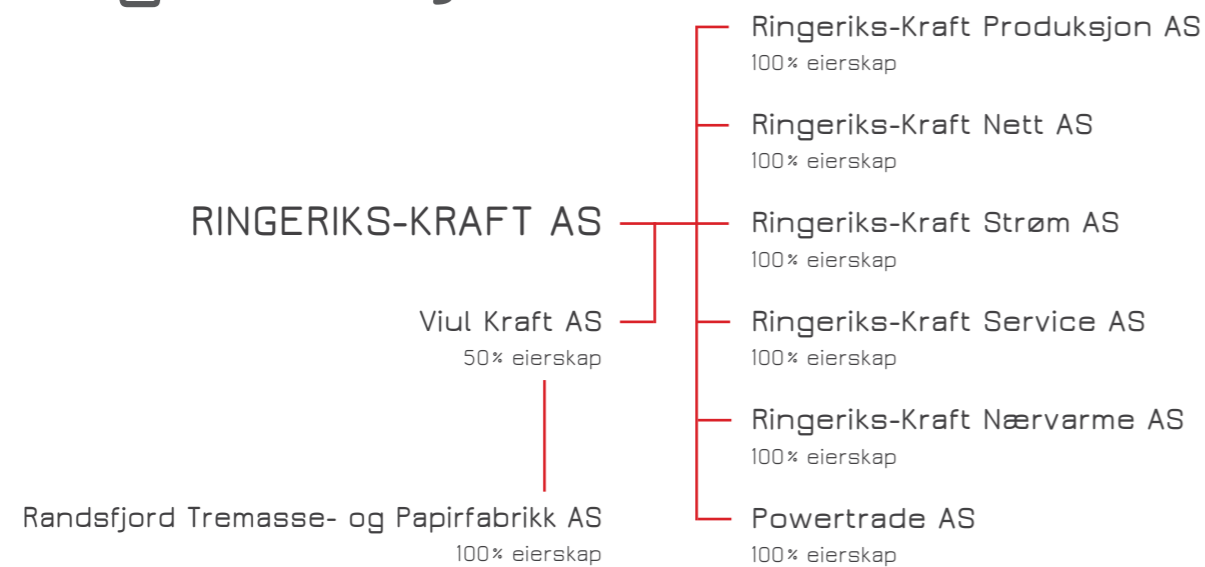 RINGERIKS-KRAFT AS
Viul Kraft AS
50% eierskap
Randsfjord Tremasse- og Papirfabrikk AS
100% eierskap
Ringeriks-Kraft Produksjon AS
100% eierskap
Ringeriks-Kraft Nett AS
100% eierskap
Ringeriks-Kraft Strøm AS
100% eierskap
Ringeriks-Kraft Service AS
100% eierskap
Ringeriks-Kraft Nærvarme AS
100% eierskap
Powertrade AS
100% eierskap